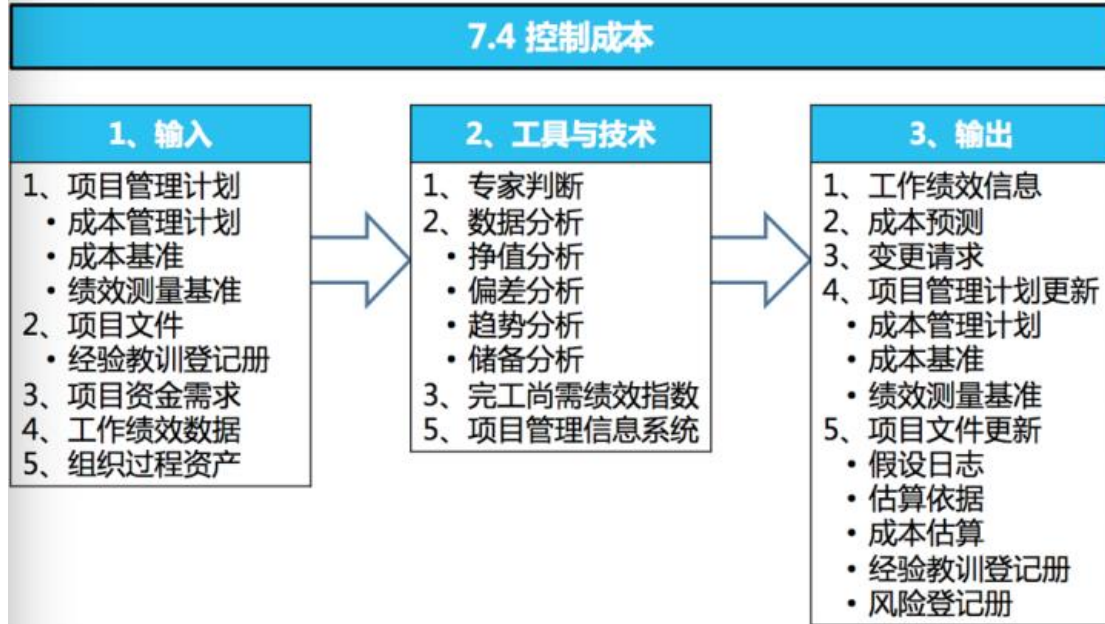 7.4 控制成本
1、输入
1、项目管理计划
• 成本管理计划
• 成本基准
• 绩效测量基准
2、项目文件
• 经验教训登记册
3、项目资金需求
4、工作绩效数据
5、组织过程资产
2、工具与技术
1、专家判断
2、数据分析
• 挣值分析
• 偏差分析
• 趋势分析
• 储备分析
3、完工尚需绩效指数
5、项目管理信息系统
3、输出
1、工作绩效信息
2、成本预测
3、变更请求
4、项目管理计划更新
• 成本管理计划
• 成本基准
• 绩效测量基准
5、项目文件更新
• 假设日志
• 估算依据
• 成本估算
• 经验教训登记册
• 风险登记册